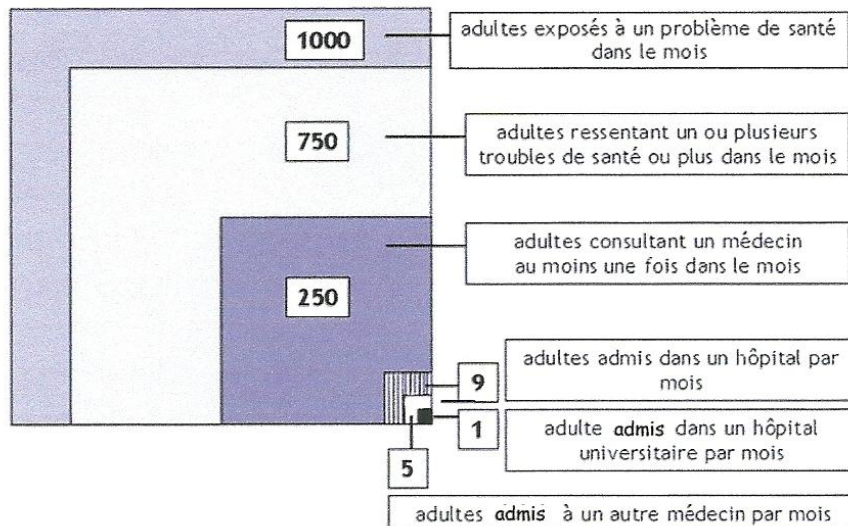 1000
adultes exposés à un problème de santé
dans le mois
750
adultes ressentant un ou plusieurs
troubles de santé ou plus dans le mois
adultes consultant un médecin
au moins une fois dans le mois
250
9
adultes admis dans un hôpital par
mois
1
adulte admis dans un hôpital
universitaire par mois
5
adultes admis à un autre médecin par mois